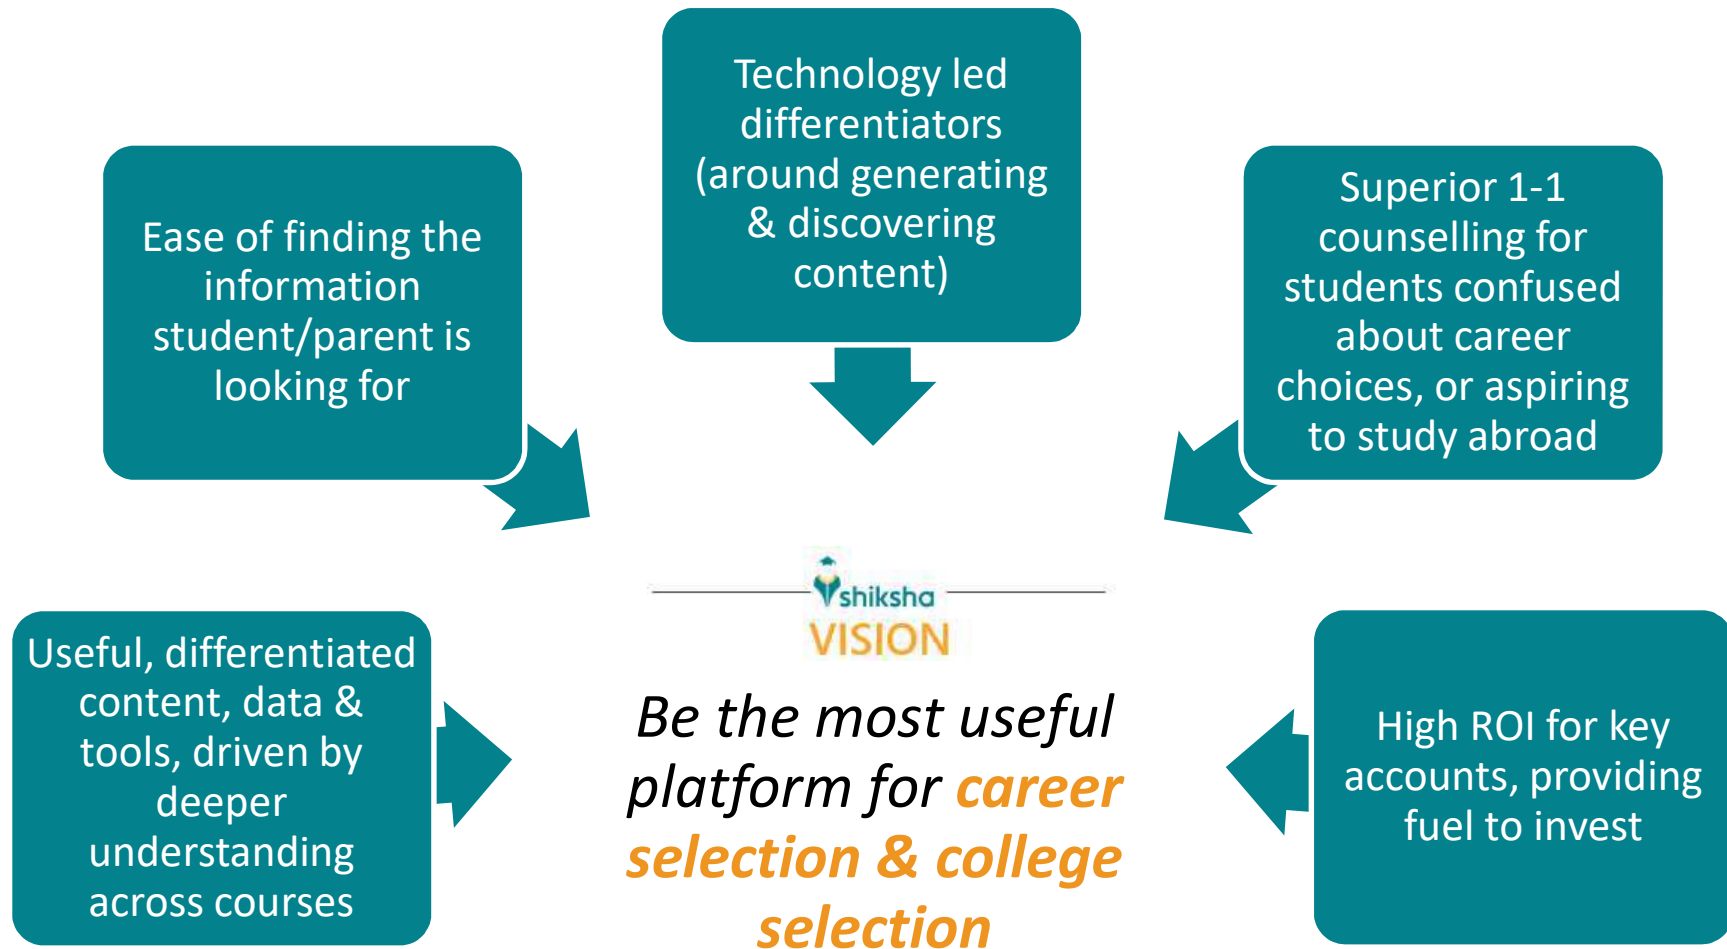 Technology led
differentiators
(around generating
& discovering
content)
Ease of finding the
information
student/parent is
looking for
Superior 1-1
counselling for
students confused
about career
choices, or aspiring
to study abroad
Useful, differentiated
content, data &
tools, driven by
deeper
understanding
across courses
shiksha
VISION
Be the most useful
platform for career
selection & college
selection
High ROI for key
accounts, providing
fuel to invest